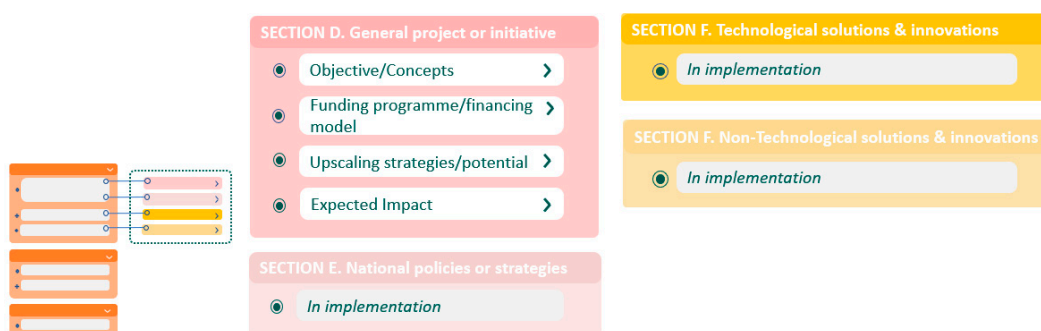 SECTION D. General project or initiative
Objective/Concepts
Funding programme/financing
model
Upscaling strategies/potential
Expected Impact
SECTION E. National policies or strategies
In implementation
SECTION F. Technological solutions & innovations
In implementation
SECTION F. Non-Technological solutions & innovations
In implementation